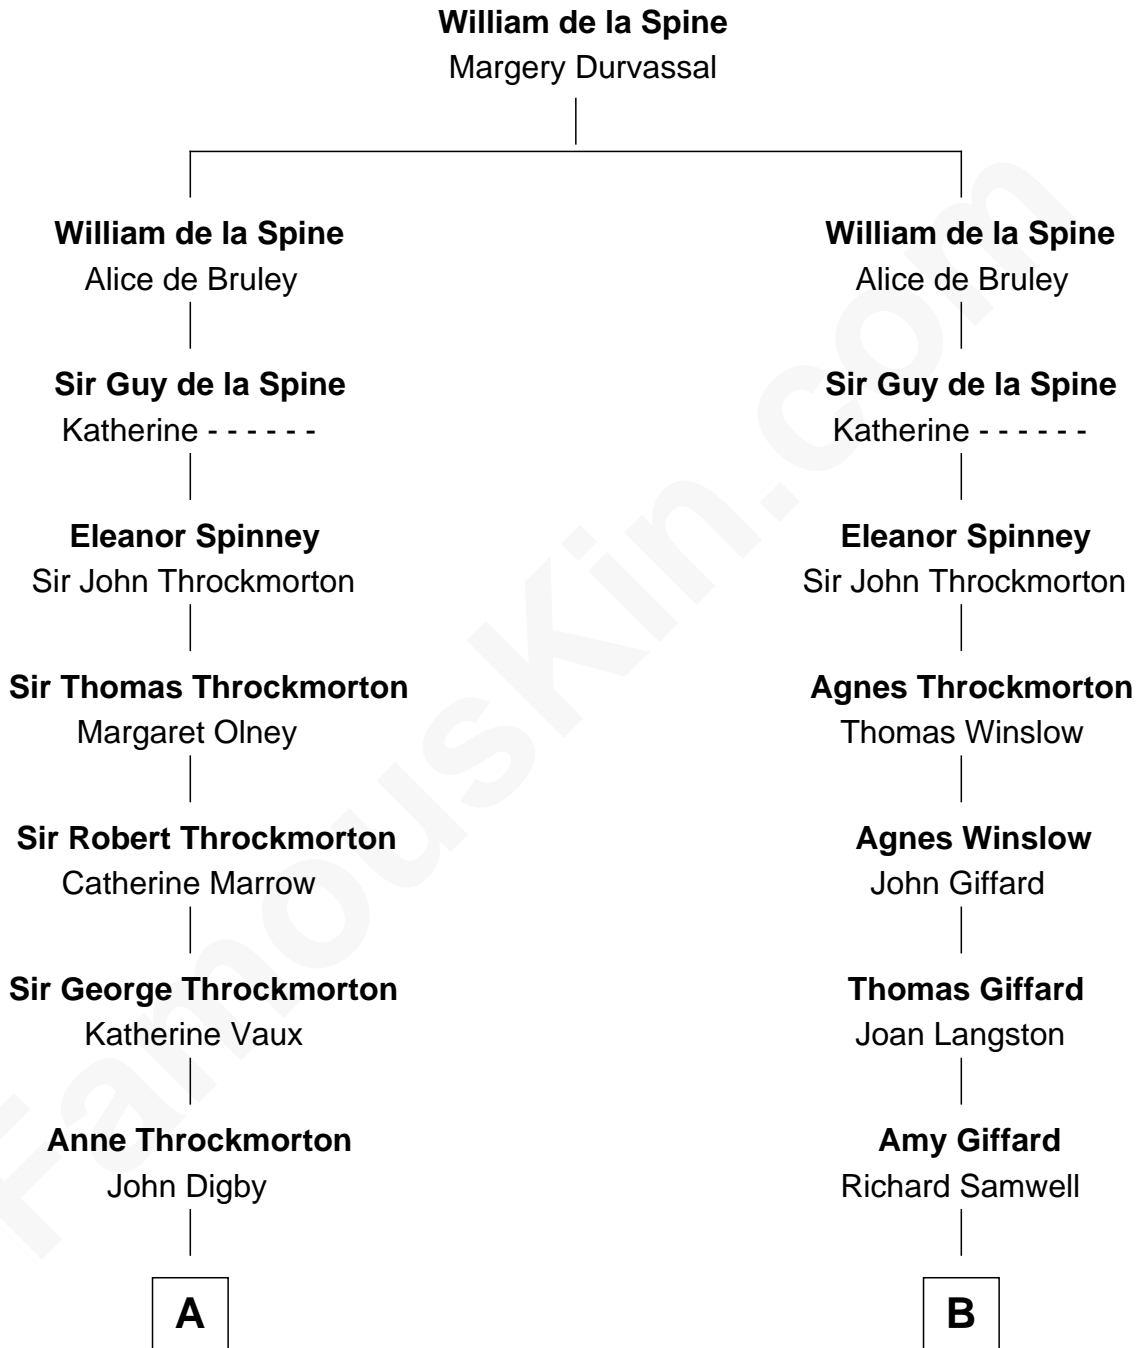 William de la Spine
Margery Durvassal
William de la Spine
Alice de Bruley
Sir Guy de la Spine
Katherine - - - - - -
Eleanor Spinney
Sir John Throckmorton
Sir Thomas Throckmorton
Margaret Olney
Sir Robert Throckmorton
Catherine Marrow
Sir George Throckmorton
Katherine Vaux
Anne Throckmorton
John Digby
A
William de la Spine
Alice de Bruley
Sir Guy de la Spine
Katherine - - - - - -
Eleanor Spinney
Sir John Throckmorton
Agnes Throckmorton
Thomas Winslow
Agnes Winslow
John Giffard
Thomas Giffard
Joan Langston
Amy Giffard
Richard Samwell
B
FamousKin.com